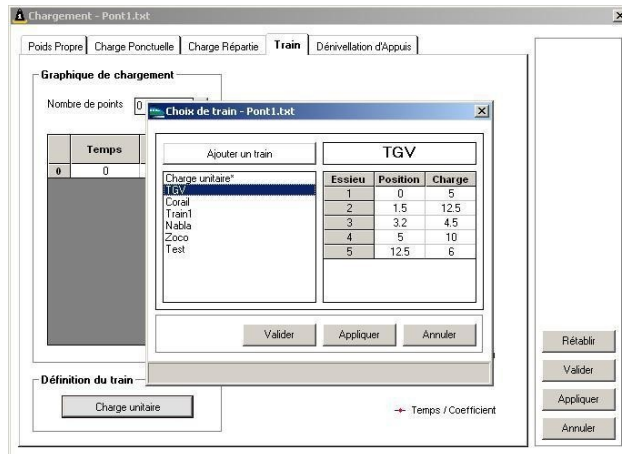 Chargement - Pont1.txt
Poids Propre Charge Ponctuelle Charge Répartie Train Dénivellation d'Appuis
Graphique de chargement
Nombre de points 0
Temps
0 0
Choix de train - Pont1.txt
Ajouter un train
TGV
Charge unitaire*
TGV
Corail
Train1
Nabla
Zoco
Test
Essieu Position Charge
1 0 5
2 1.5 12.5
3 3.2 4.5
4 5 10
5 12.5 6
Valider Appliquer Annuler
Définition du train
Charge unitaire
Temps / Coefficient
Rétablir
Valider
Appliquer
Annuler